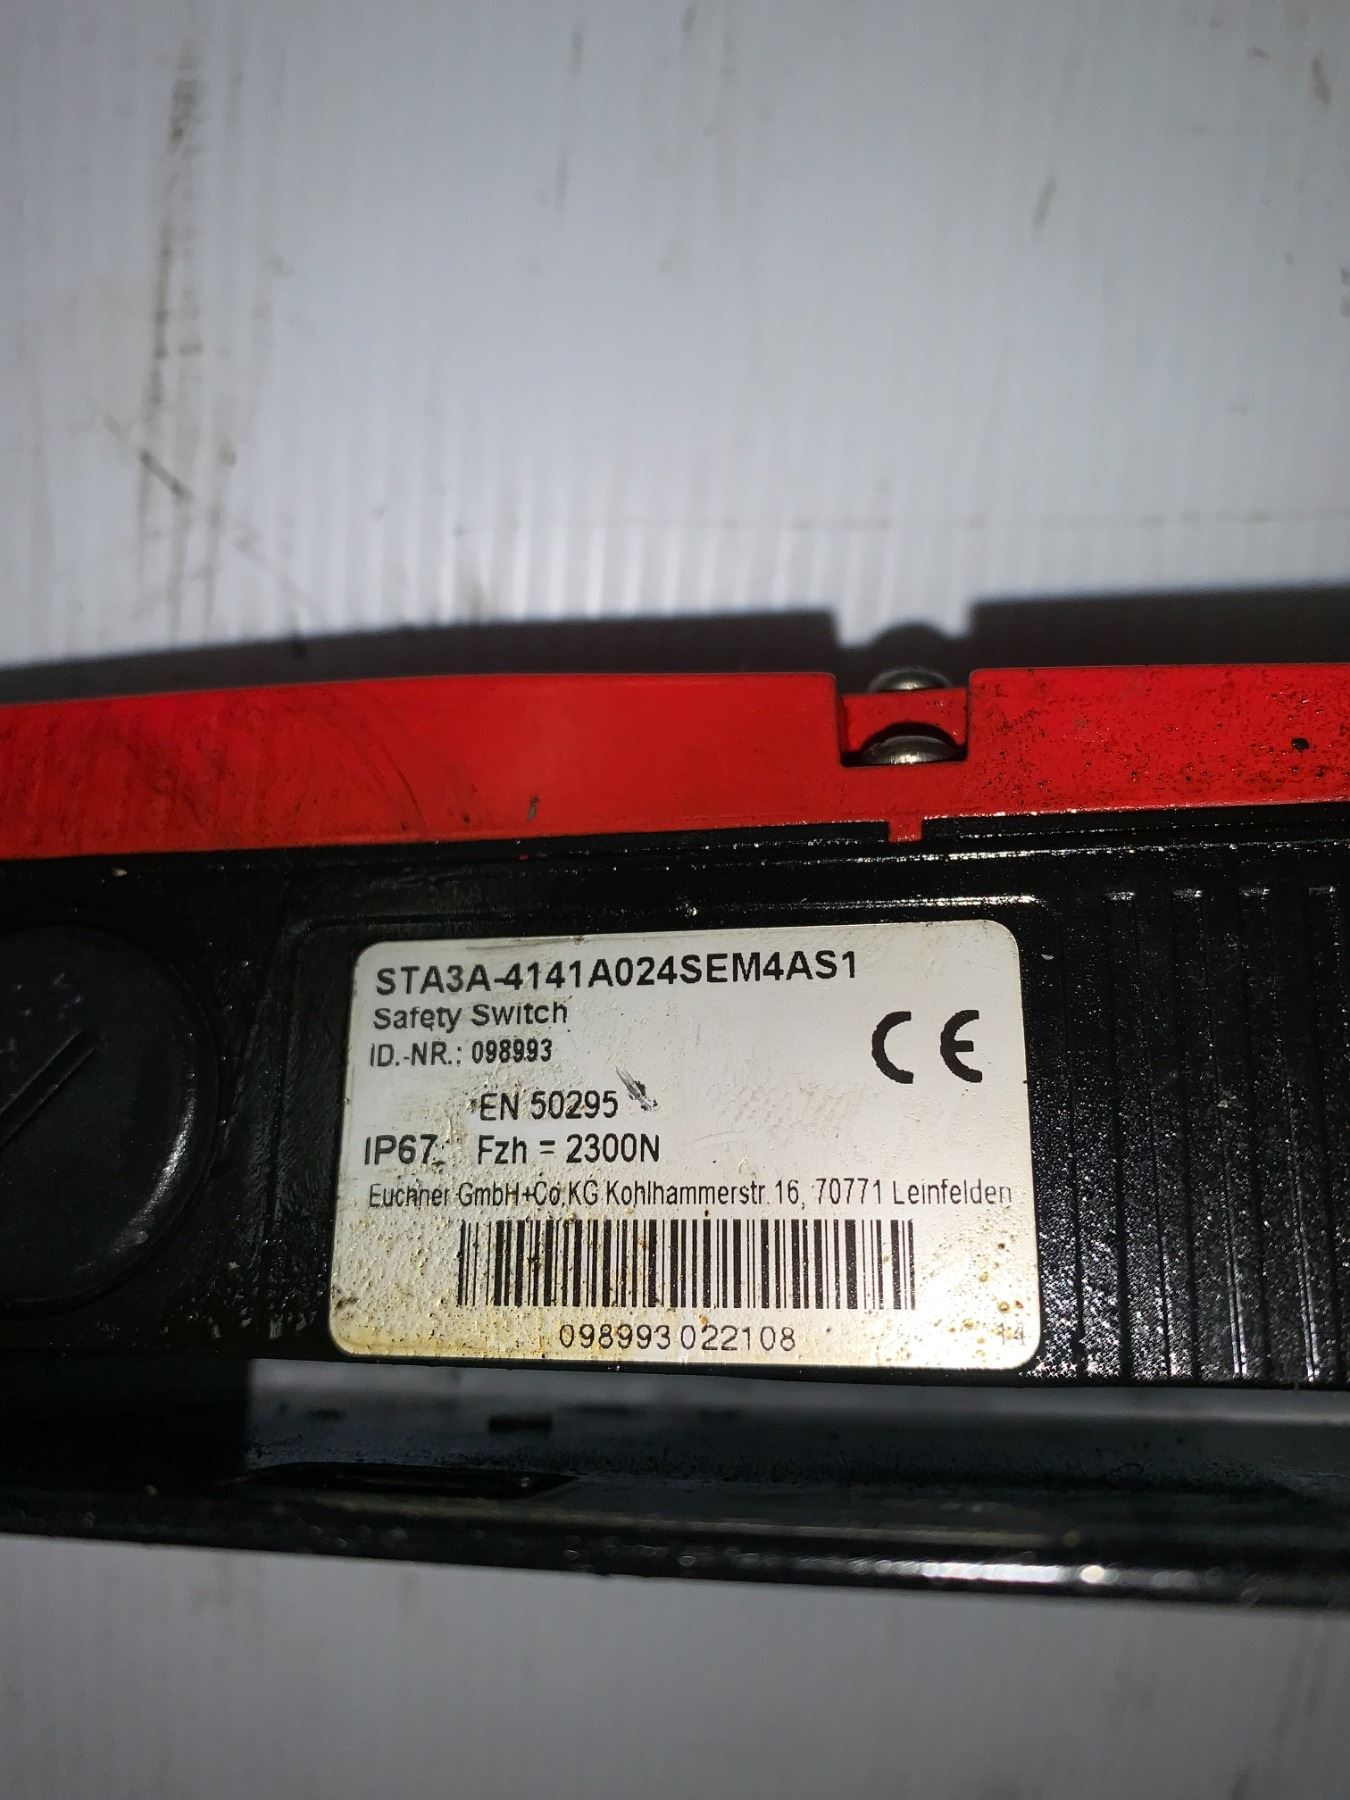 STA3A-4141A024SEM4AS1
Safety Switch
ID.-NR.: 098993
CE
EN 50295
IP67 Fzh = 2300N
Euchner GmbH+Co.KG Kohlhammerstr.16, 70771 Leinfelden
098993 022108
14